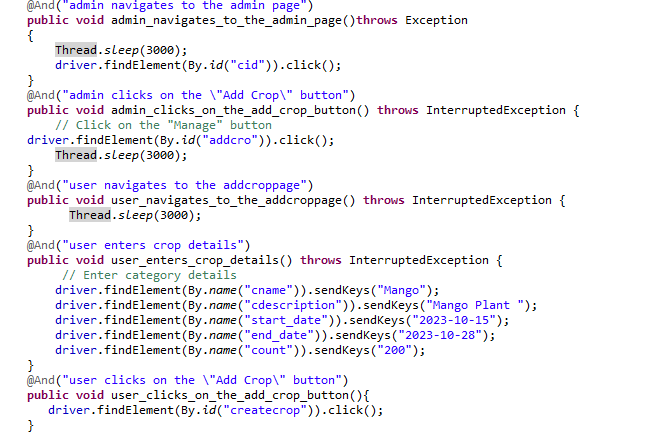 @And("admin navigates to the admin page")
public void admin_navigates_to_the_admin_page()throws Exception
{
Thread.sleep(3000);
driver.findElement(By.id("cid")).click();
}
@And("admin clicks on the \"Add Crop\" button")
public void admin_clicks_on_the_add_crop_button() throws InterruptedException {
// Click on the "Manage" button
driver.findElement(By.id("addcro")).click();
Thread.sleep(3000);
}
@And("user navigates to the addcroppage")
public void user_navigates_to_the_addcroppage() throws InterruptedException {
Thread.sleep(3000);
}
@And("user enters crop details")
public void user_enters_crop_details() throws InterruptedException {
// Enter category details
driver.findElement(By.name("cname")).sendKeys("Mango");
driver.findElement(By.name("cdescription")).sendKeys("Mango Plant ");
driver.findElement(By.name("start_date")).sendKeys("2023-10-15");
driver.findElement(By.name("end_date")).sendKeys("2023-10-28");
driver.findElement(By.name("count")).sendKeys("200");
}
@And("user clicks on the \"Add Crop\" button")
public void user_clicks_on_the_add_crop_button(){
driver.findElement(By.id("createcrop")).click();
}